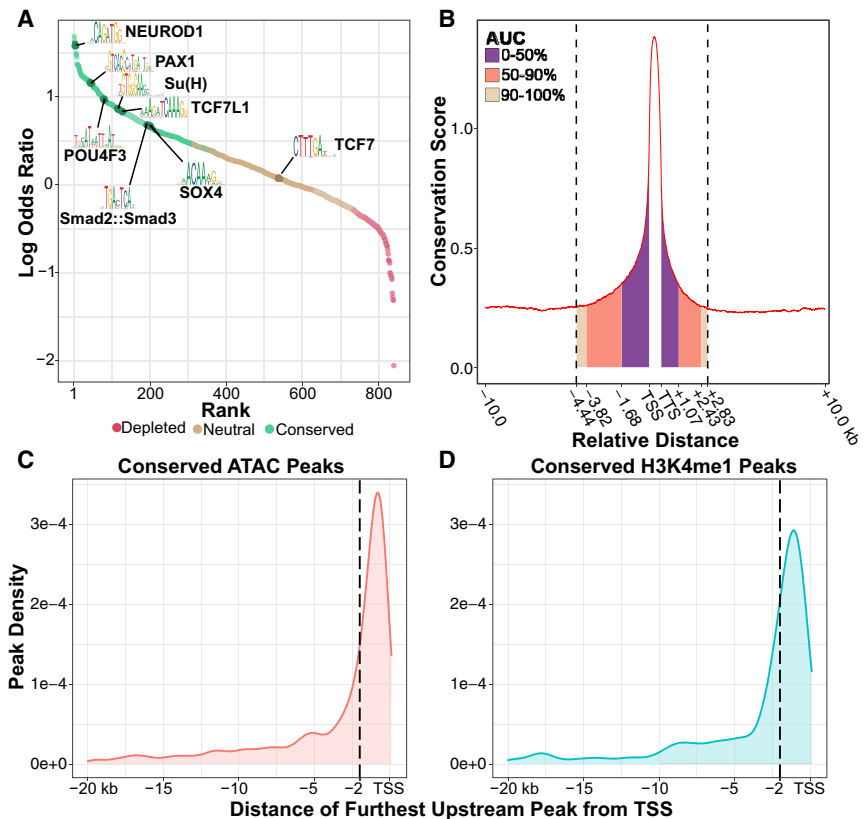 A
NEUROD1
PAX1
Su(H)
TCF7L1
POU4F3
TCF7
SOX4
Smad2::Smad3
Log Odds Ratio
1
0
−1
−2
1 200 400 600 800
Rank
Depleted Neutral Conserved
B
AUC
0-50%
50-90%
90-100%
Conservation Score
1.0
0.5
0.0
−10.0 −4.44 −3.82 −1.68 TSS TTS +1.07 +2.43 +2.83 +10.0 kb
Relative Distance
C Conserved ATAC Peaks
Peak Density
3e−4
2e−4
1e−4
0e+0
−20 kb −15 −10 −5 −2 TSS
D Conserved H3K4me1 Peaks
3e−4
2e−4
1e−4
0e+0
−20 kb −15 −10 −5 −2 TSS
Distance of Furthest Upstream Peak from TSS